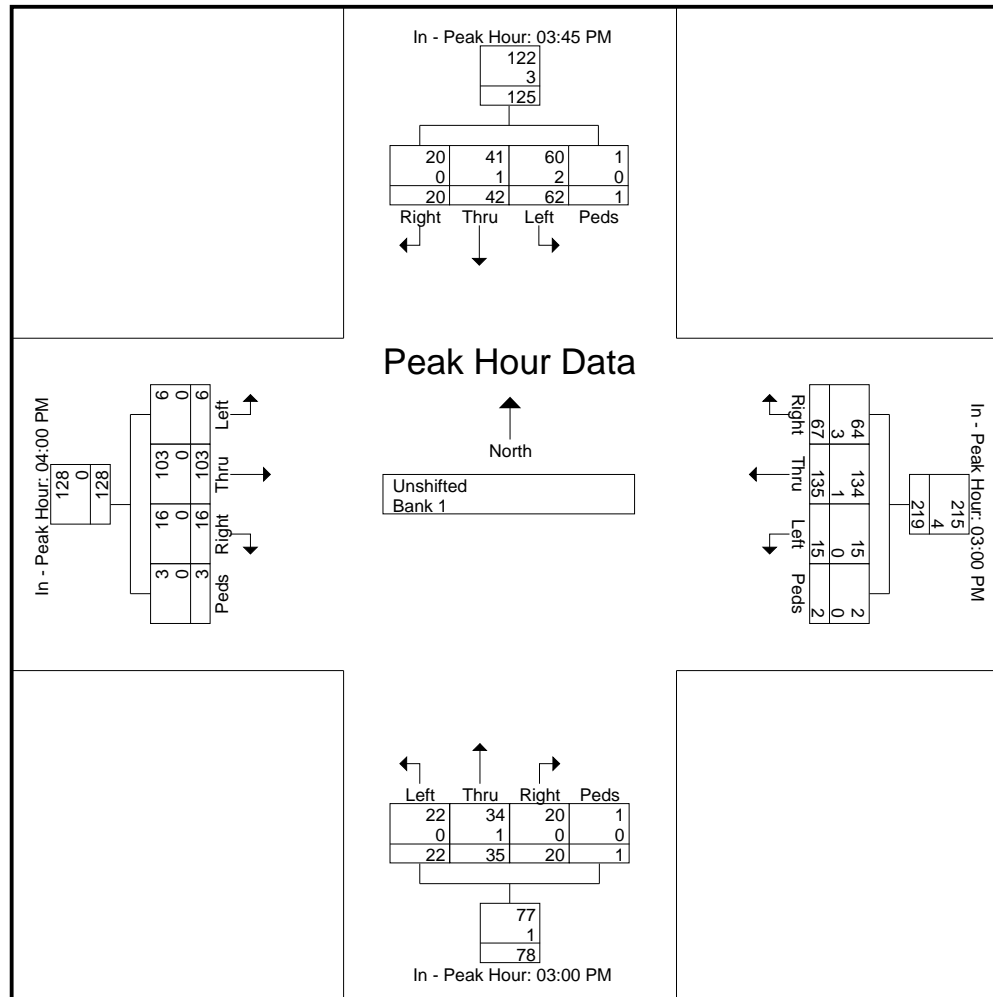 In - Peak Hour: 03:45 PM
122
3
125
20 41 60 1
0 1 2 0
20 42 62 1
Right Thru Left Peds
Peak Hour Data
North
Unshifted
Bank 1
In - Peak Hour: 04:00 PM
128
0
128
6 103 16 3
0 0 0 0
6 103 16 3
Left Thru Right Peds
In - Peak Hour: 03:00 PM
215
4
219
64 134 15 2
3 1 0 0
67 135 15 2
Right Thru Left Peds
Left Thru Right Peds
22 34 20 1
0 1 0 0
22 35 20 1
77
1
78
In - Peak Hour: 03:00 PM